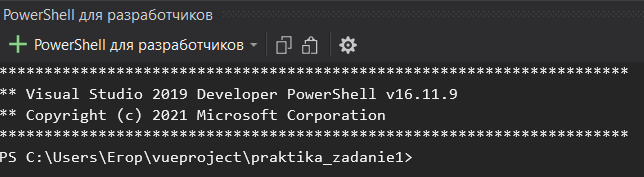 PowerShell для разработчиков
PowerShell для разработчиков
**********************************************************************
** Visual Studio 2019 Developer PowerShell v16.11.9
** Copyright (c) 2021 Microsoft Corporation
**********************************************************************
PS C:\Users\Егор\vueproject\praktika_zadanie1>